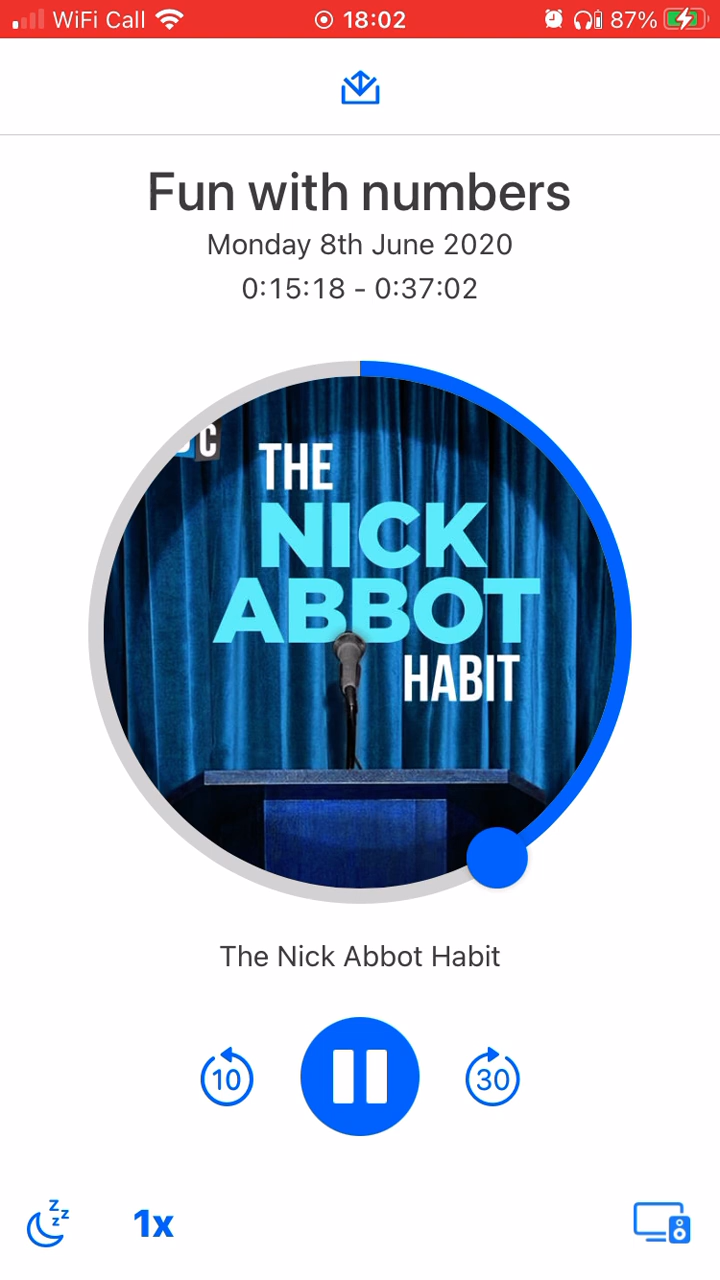 WiFi Call 18:02 87%
Fun with numbers
Monday 8th June 2020
0:15:18 - 0:37:02
C
THE
NICK
ABBOT
HABIT
The Nick Abbot Habit
10 30
zzz 1x